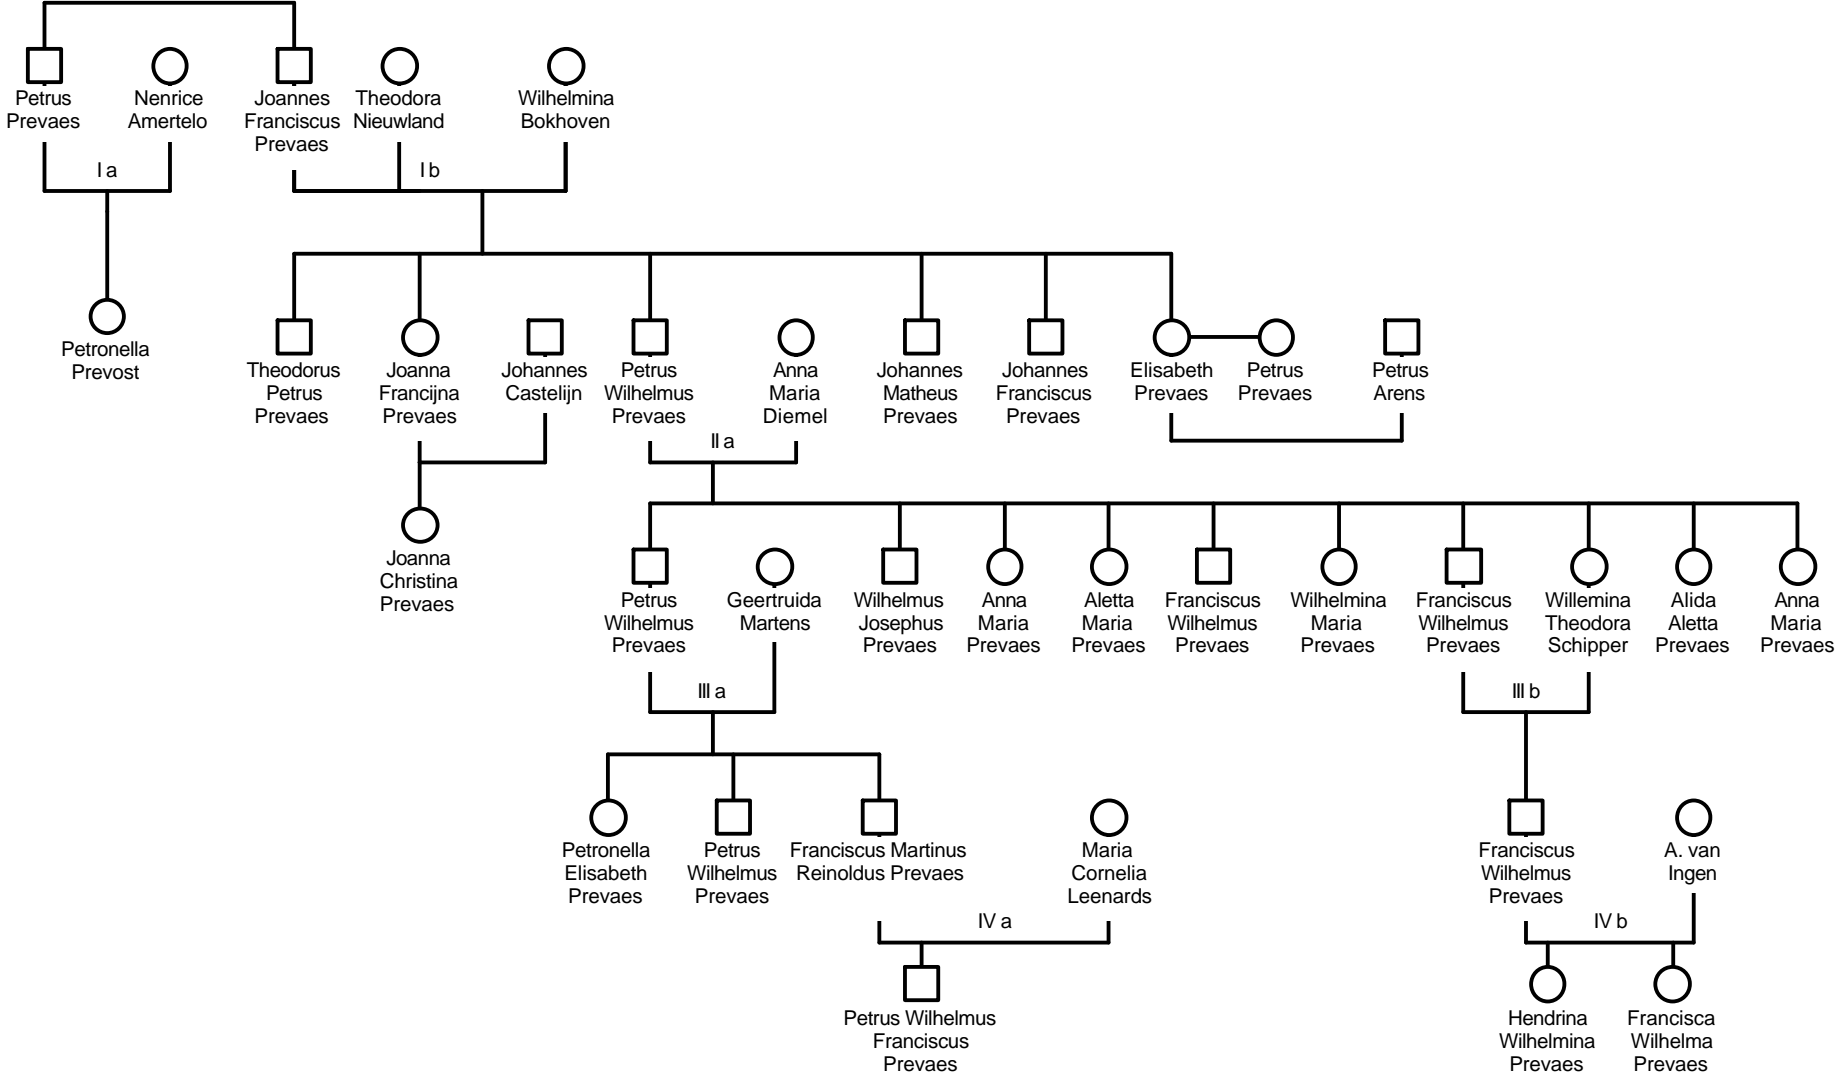 Petrus
Prevaes
Nenrice
Amertelo
Joannes
Franciscus
Prevaes
Theodora
Nieuwland
Wilhelmina
Bokhoven
I a
I b
Petronella
Prevost
Theodorus
Petrus
Prevaes
Joanna
Francijna
Prevaes
Johannes
Castelijn
Petrus
Wilhelmus
Prevaes
Anna
Maria
Diemel
Johannes
Matheus
Prevaes
Johannes
Franciscus
Prevaes
Elisabeth
Prevaes
Petrus
Prevaes
Petrus
Arens
II a
Joanna
Christina
Prevaes
Petrus
Wilhelmus
Prevaes
Geertruida
Martens
Wilhelmus
Josephus
Prevaes
Anna
Maria
Prevaes
Aletta
Maria
Prevaes
Franciscus
Wilhelmus
Prevaes
Wilhelmina
Maria
Prevaes
Franciscus
Wilhelmus
Prevaes
Willemina
Theodora
Schipper
Alida
Aletta
Prevaes
Anna
Maria
Prevaes
III a
III b
Petronella
Elisabeth
Prevaes
Petrus
Wilhelmus
Prevaes
Franciscus Martinus
Reinoldus Prevaes
Maria
Cornelia
Leenards
Franciscus
Wilhelmus
Prevaes
A. van
Ingen
IV a
IV b
Petrus Wilhelmus
Franciscus
Prevaes
Hendrina
Wilhelmina
Prevaes
Francisca
Wilhelma
Prevaes